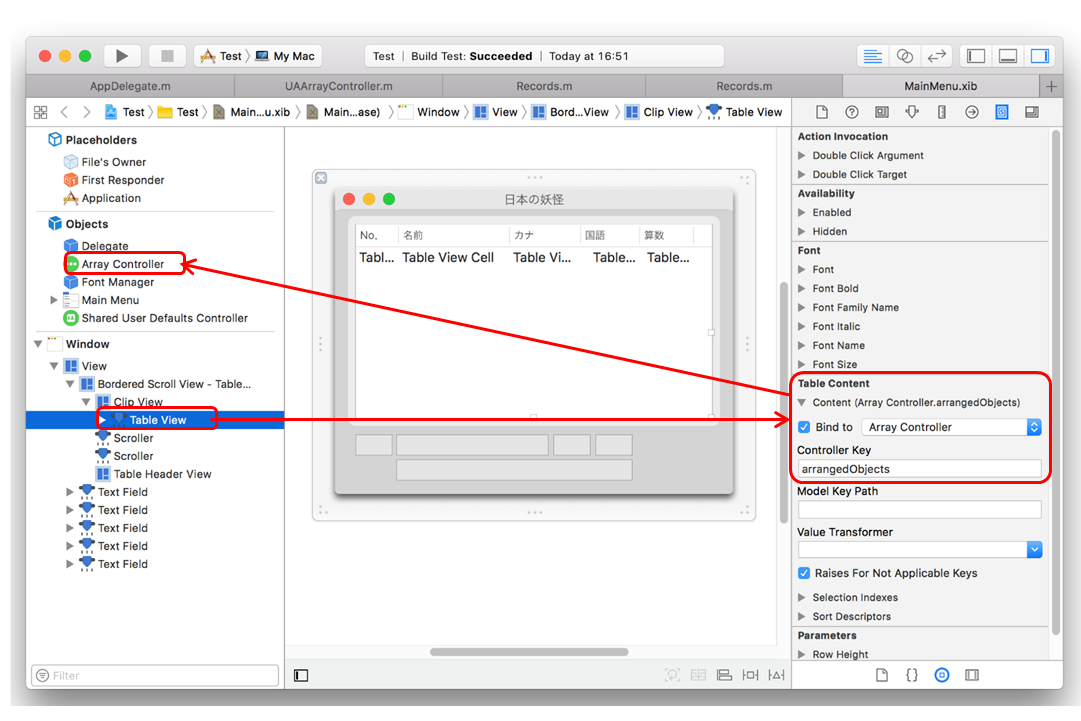 Test My Mac
Test | Build Test: Succeeded | Today at 16:51
AppDelegate.m
UAArrayController.m
Records.m
Records.m
MainMenu.xib
Test Test Main...u.xib Main...ase) Window View Bord...View Clip View Table View
Placeholders
File's Owner
First Responder
Application
Objects
Delegate
Array Controller
Font Manager
Main Menu
Shared User Defaults Controller
Window
View
Bordered Scroll View - Table...
Clip View
Table View
Scroller
Scroller
Table Header View
Text Field
Text Field
Text Field
Text Field
Text Field
Filter
日本の妖怪
No. 名前 カナ 国語 算数
Tabl... Table View Cell Table Vi... Table... Table...
Action Invocation
Double Click Argument
Double Click Target
Availability
Enabled
Hidden
Font
Font
Font Bold
Font Family Name
Font Italic
Font Name
Font Size
Table Content
Content (Array Controller.arrangedObjects)
Bind to Array Controller
Controller Key
arrangedObjects
Model Key Path
Value Transformer
Raises For Not Applicable Keys
Selection Indexes
Sort Descriptors
Parameters
Row Height